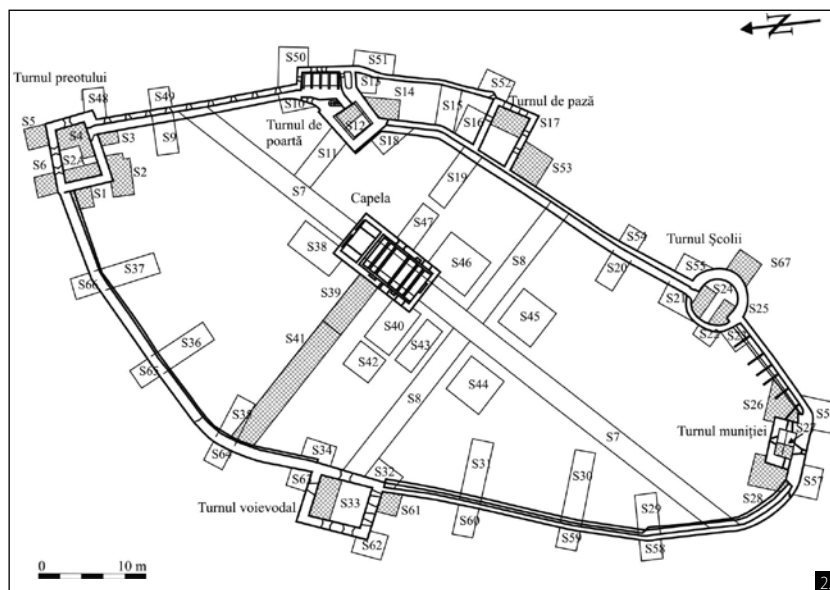 N
S50
S51
Turnul preotului
S13
S52
S48
S49
S14
S15
Turnul de pază
S5
S10
S17
S4
S3
S9
Turnul de
poartă
S12
S16
S6
S2A
S2
S11
S18
S53
S1
S7
S19
Capela
S47
S54
Turnul Școlii
S38
S46
S8
S20
S55
S67
S37
S66
S39
S24
S21
S25
S45
S40
S22
S23
S41
S43
S36
S42
S65
S44
S26
S35
S8
Turnul muniției
S27
S64
S7
S34
S31
S30
S57
S32
S28
Turnul voievodal
S33
S61
S29
S60
S59
S62
S58
0 10 m
2